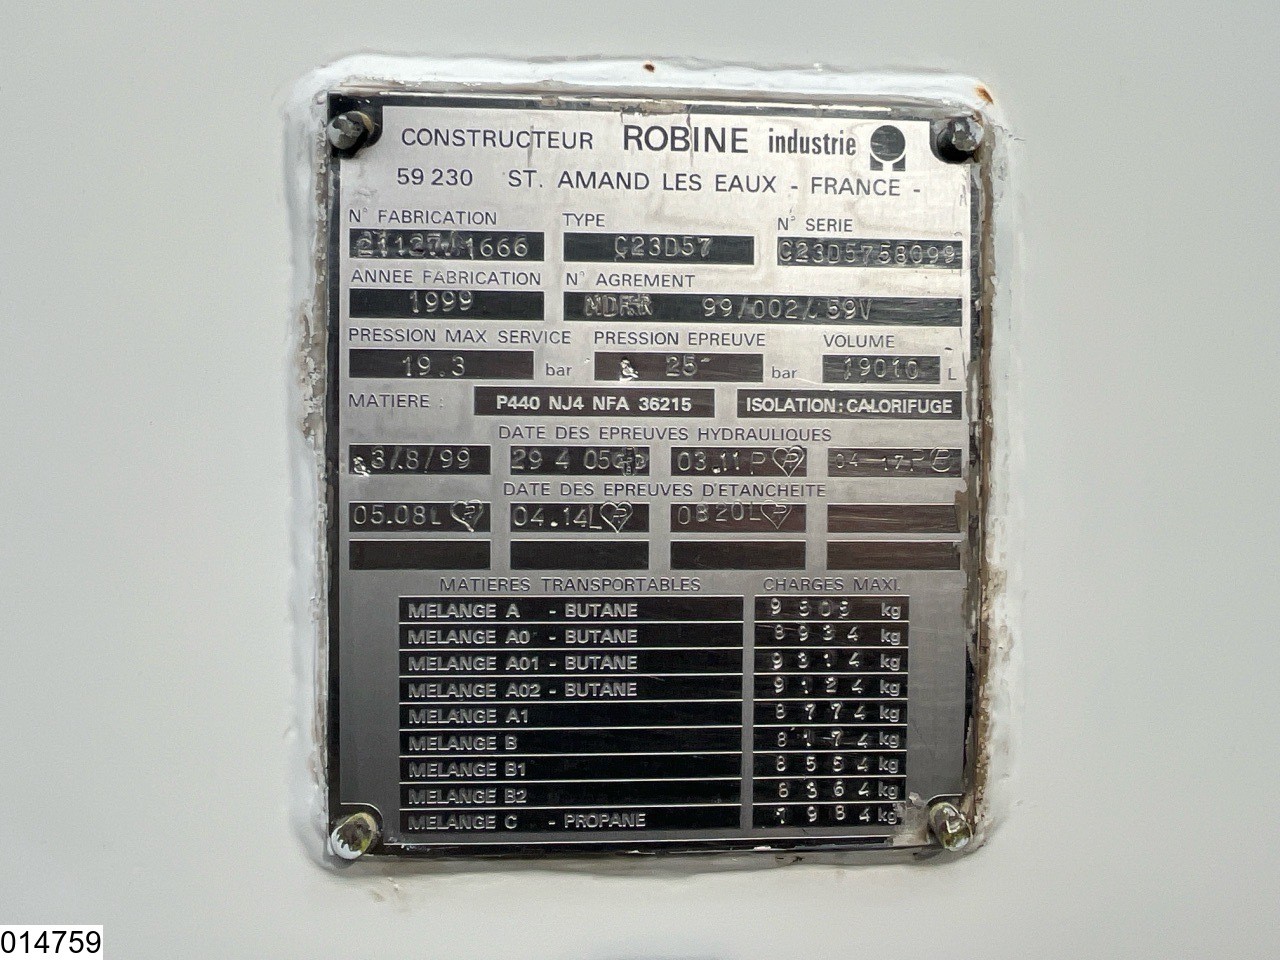 CONSTRUCTEUR ROBINE industrie
59 230 ST. AMAND LES EAUX - FRANCE -
N° FABRICATION TYPE N° SERIE
1666 C23D57 C23D5758099
ANNEE FABRICATION N° AGREMENT
1999 99/002/ 59V
PRESSION MAX SERVICE PRESSION EPREUVE VOLUME
19.3 bar 25 bar 19010 L
MATIERE : P440 NJ4 NFA 36215 ISOLATION: CALORIFUGE
DATE DES EPREUVES HYDRAULIQUES
3/8/99 29 4 05 03.11 P P 04 17 P
DATE DES EPREUVES D'ETANCHEITE
05.08L 04.14L P 0820L P
MATIERES TRANSPORTABLES CHARGES MAXI.
MELANGE A - BUTANE kg
MELANGE A0 - BUTANE 8934 kg
MELANGE A01 - BUTANE 9314 kg
MELANGE A02 - BUTANE 9124 kg
MELANGE A1 8774 kg
MELANGE B 8174 kg
MELANGE B1 8554 kg
MELANGE B2 8364 kg
MELANGE C - PROPANE 7984 kg
014759